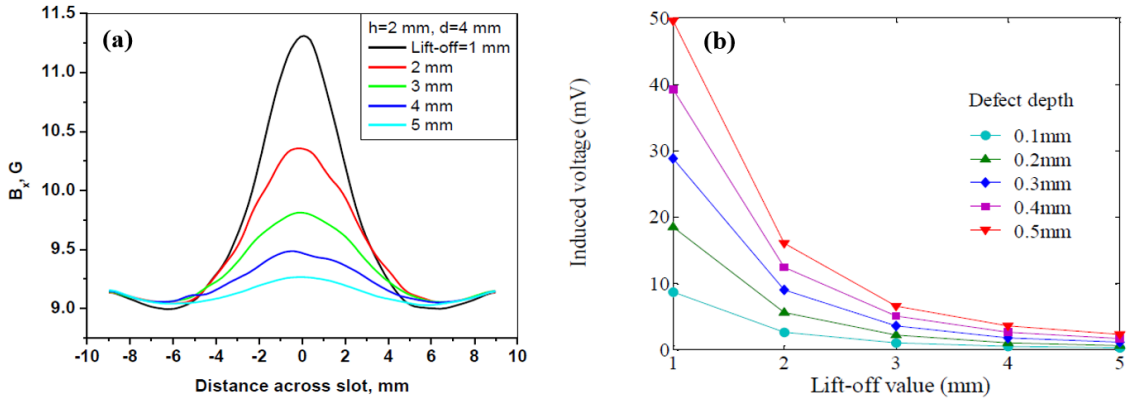 (a)
h=2 mm, d=4 mm
Lift-off=1 mm
2 mm
3 mm
4 mm
5 mm
11.5
11.0
10.5
10.0
9.5
9.0
Bₓ, G
-10 -8 -6 -4 -2 0 2 4 6 8 10
Distance across slot, mm
(b)
50
40
30
20
10
0
Induced voltage (mV)
Defect depth
0.1mm
0.2mm
0.3mm
0.4mm
0.5mm
1 2 3 4 5
Lift-off value (mm)